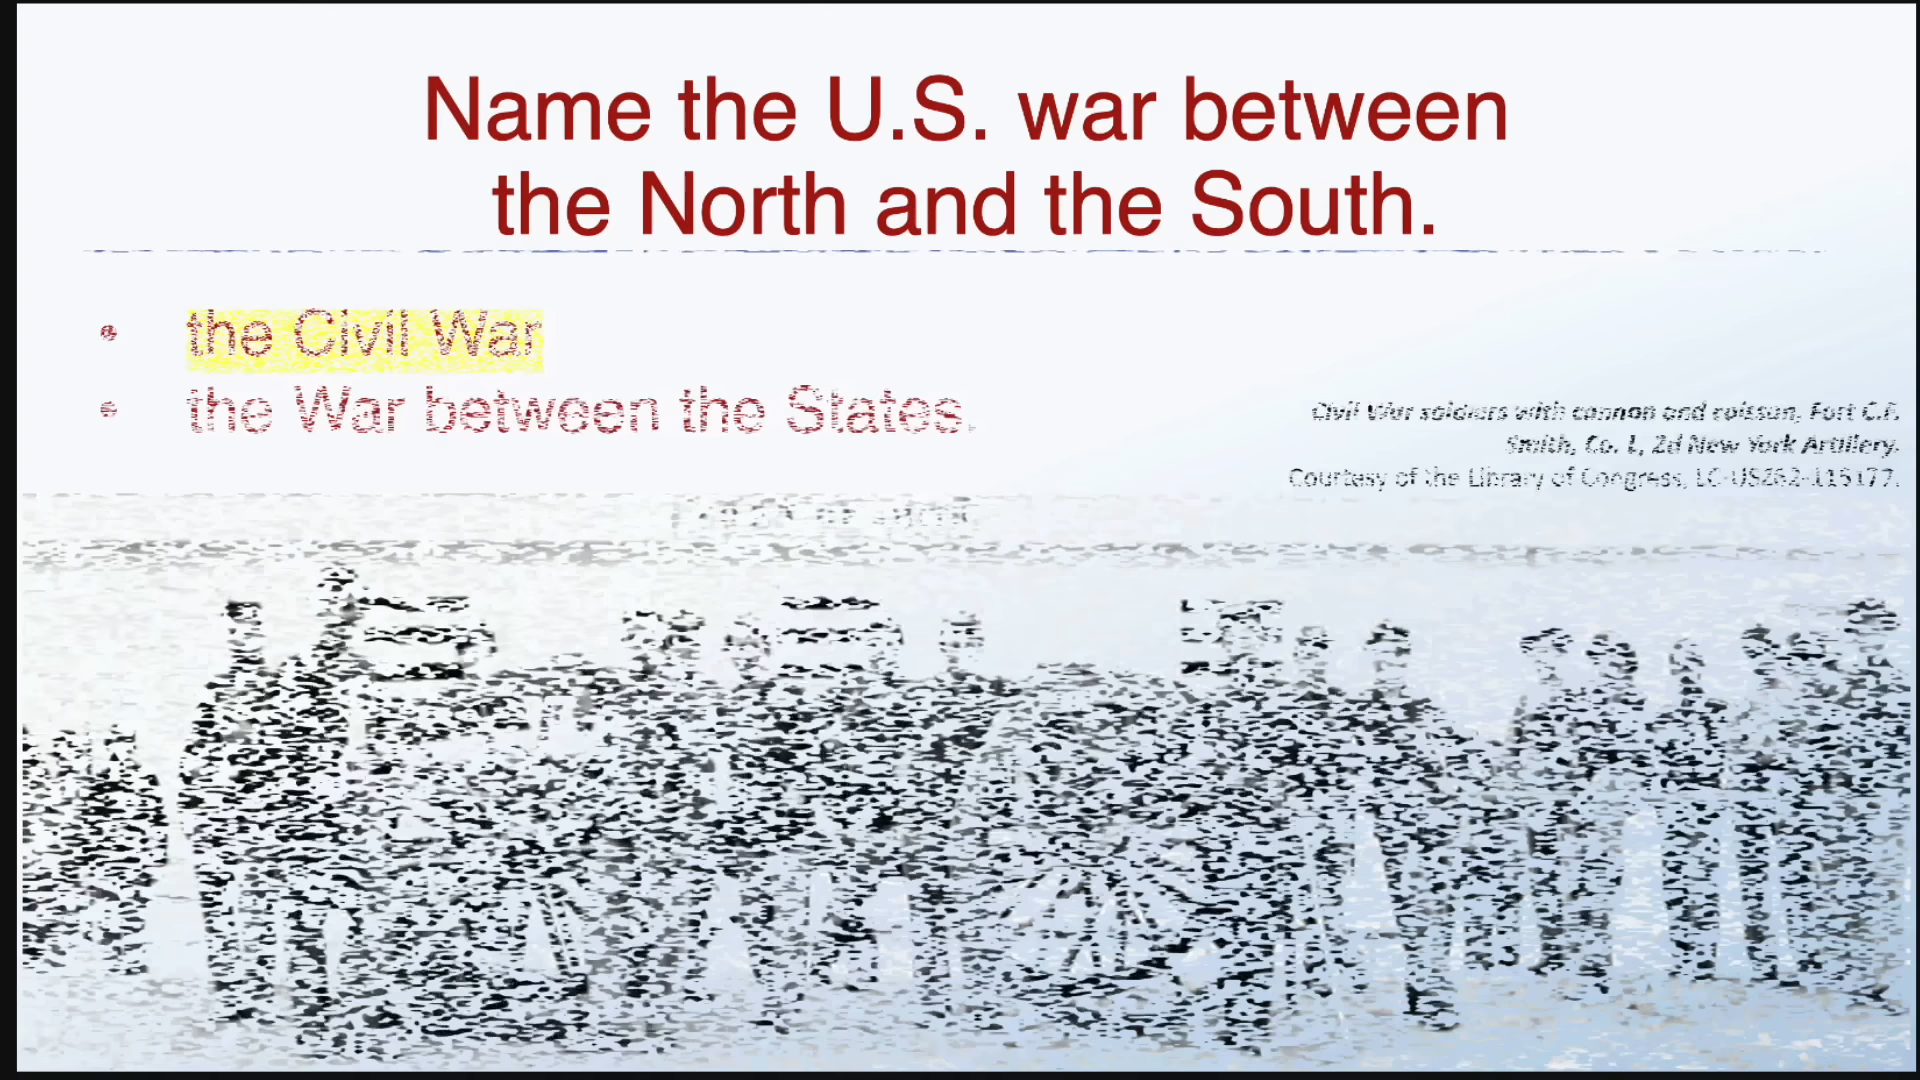 Name the U.S. war between
the North and the South.
• the Civil War
• the War between the States.
Civil War soldiers with cannon and caisson, Fort C.F.
Smith, Co. L, 2d New York Artillery.
Courtesy of the Library of Congress, LC-USZ62-115177.